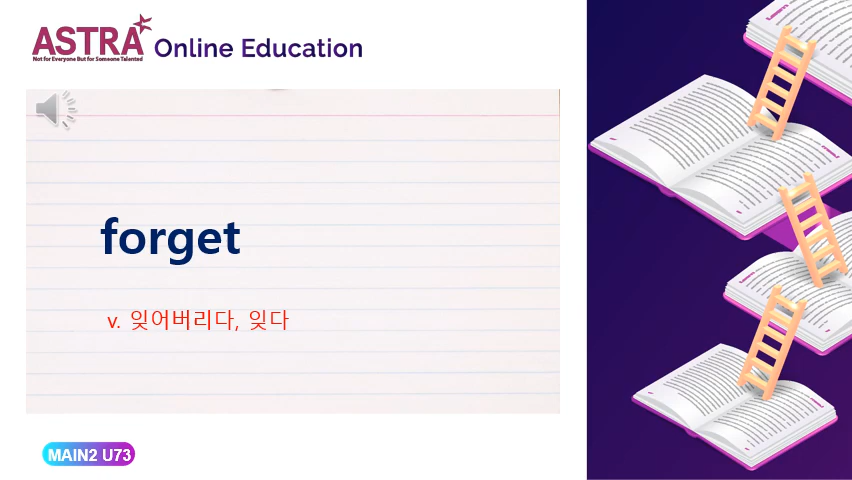 ASTRA
Not for Everyone But for Someone Talented
Online Education
forget
v. 잊어버리다, 잊다
MAIN2 U73